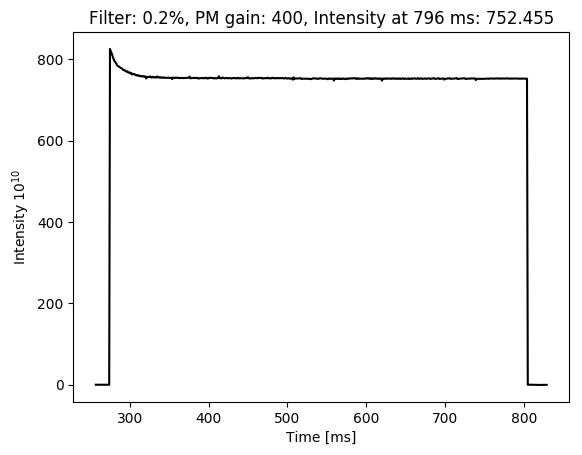 Filter: 0.2%, PM gain: 400, Intensity at 796 ms: 752.455
800
600
400
200
0
Intensity 10¹⁰
300 400 500 600 700 800
Time [ms]